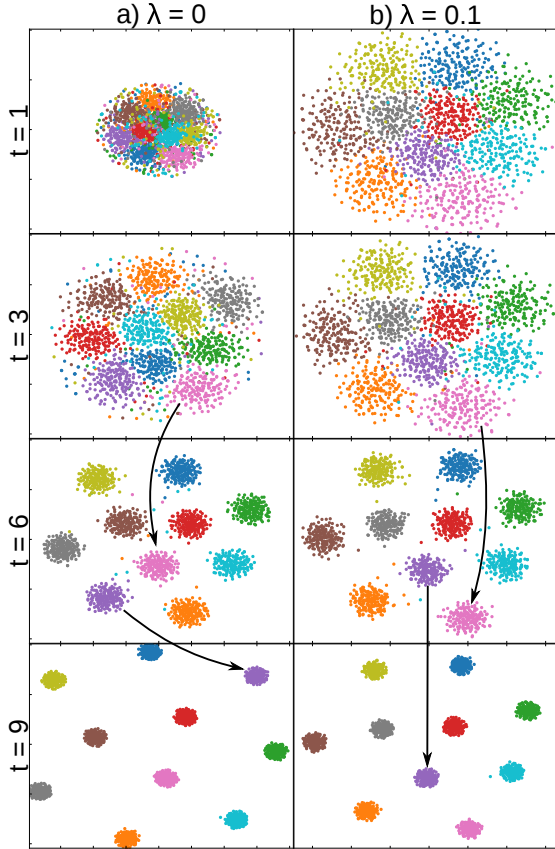 a) λ = 0
b) λ = 0.1
t = 1
t = 3
t = 6
t = 9